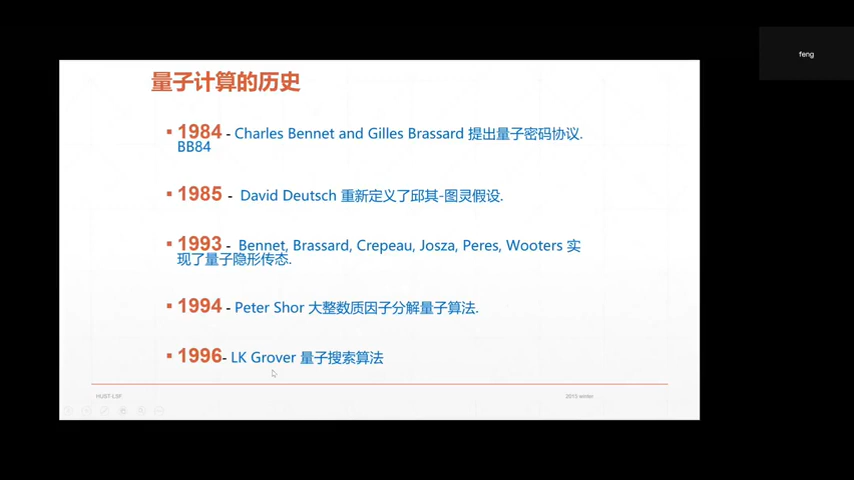 feng
量子计算的历史
▪ 1984 - Charles Bennet and Gilles Brassard 提出量子密码协议.
BB84
▪ 1985 - David Deutsch 重新定义了邱其-图灵假设.
▪ 1993 - Bennet, Brassard, Crepeau, Josza, Peres, Wooters 实
现了量子隐形传态.
▪ 1994 - Peter Shor 大整数质因子分解量子算法.
▪ 1996- LK Grover 量子搜索算法
HUST-LSF 2015 winter